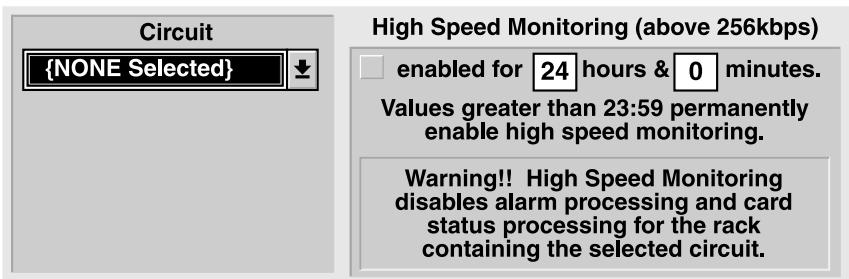 Circuit
{NONE Selected}
High Speed Monitoring (above 256kbps)
enabled for 24 hours & 0 minutes.
Values greater than 23:59 permanently
enable high speed monitoring.
Warning!!  High Speed Monitoring
disables alarm processing and card
status processing for the rack
containing the selected circuit.